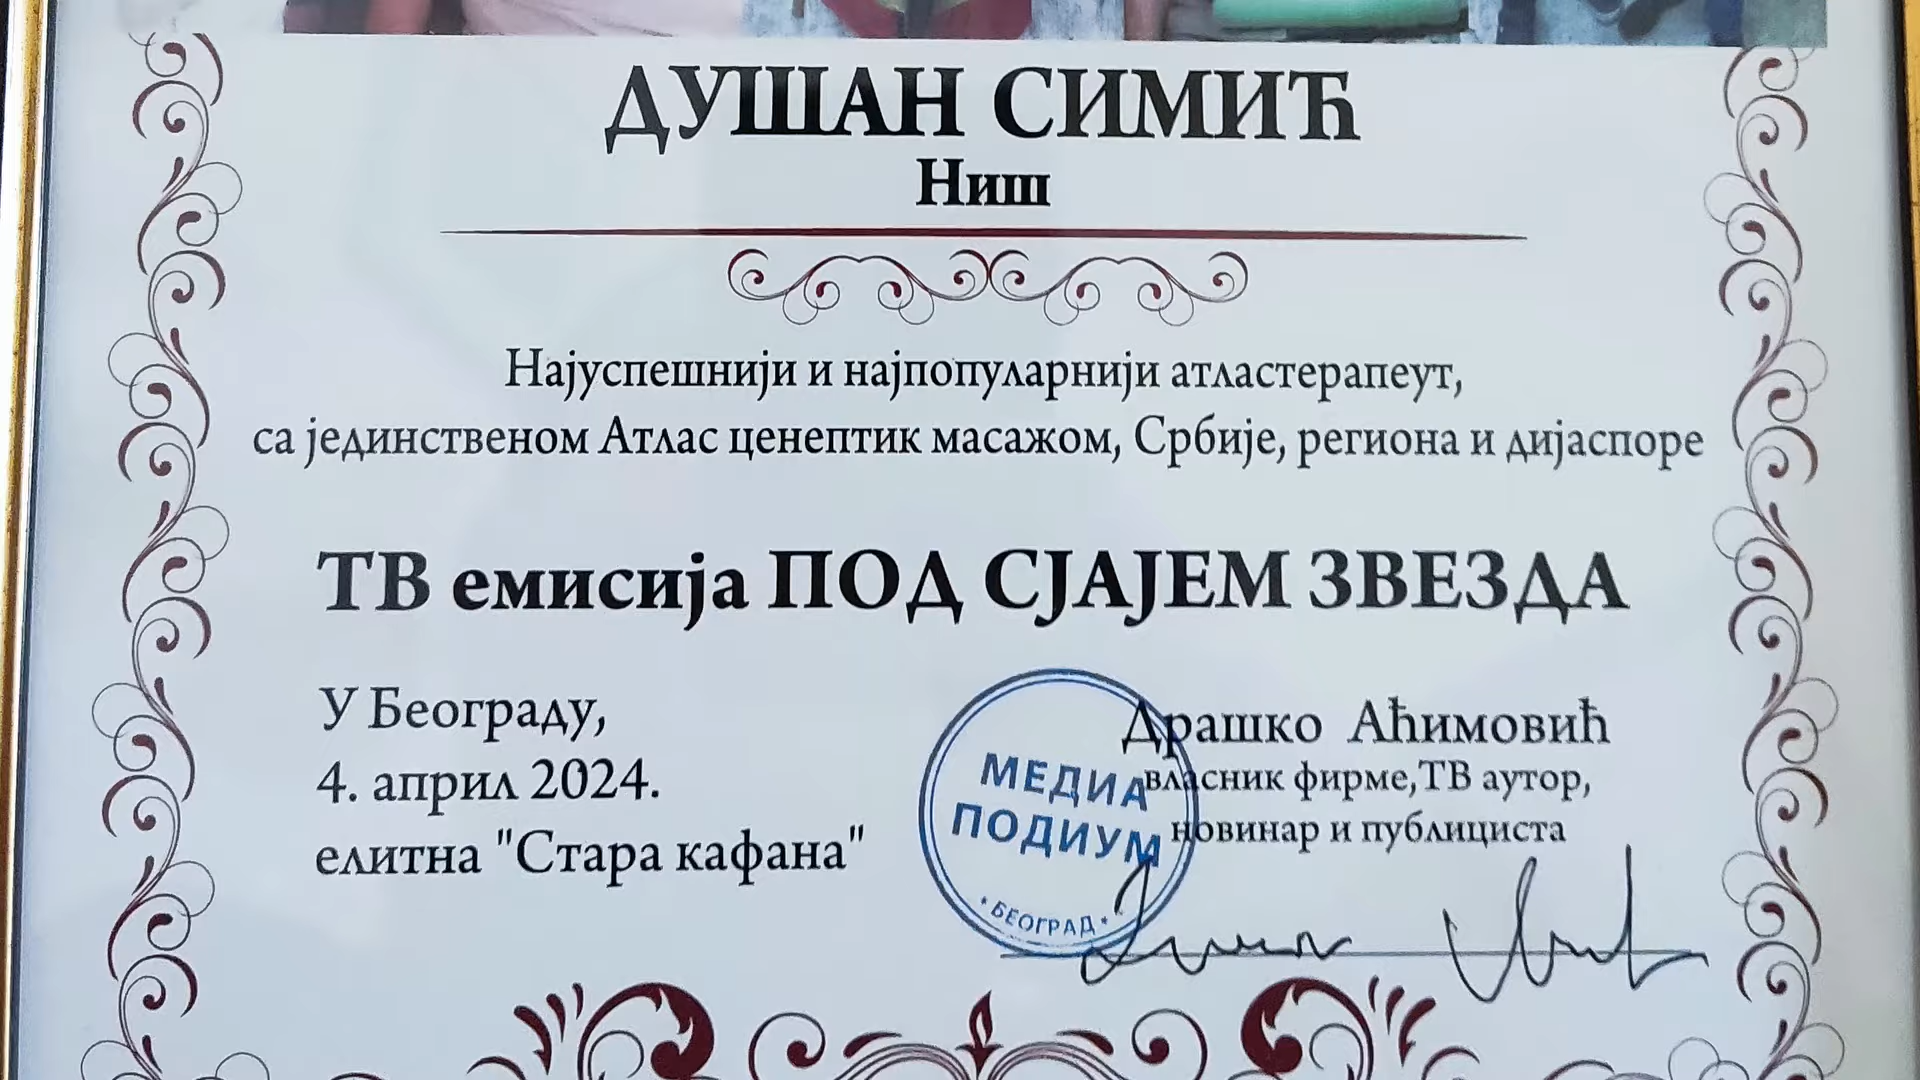 ДУШАН СИМИЋ
Ниш
Најуспешнији и најпопуларнији атластерапеут,
са јединственом Атлас ценептик масажом, Србије, региона и дијаспоре
ТВ емисија ПОД СЈАЈЕМ ЗВЕЗДА
У Београду,
4. април 2024.
елитна "Стара кафана"
МЕДИА
ПОДИУМ
БЕОГРАД
Драшко Аћимовић
власник фирме,ТВ аутор,
новинар и публициста